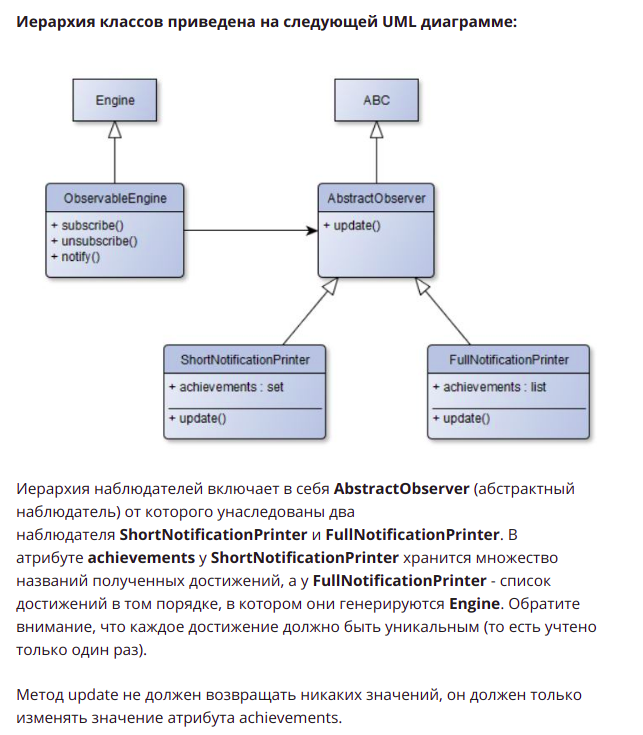 Иерархия классов приведена на следующей UML диаграмме:
Engine
ABC
ObservableEngine
+ subscribe()
+ unsubscribe()
+ notify()
AbstractObserver
+ update()
ShortNotificationPrinter
+ achievements : set
+ update()
FullNotificationPrinter
+ achievements : list
+ update()
Иерархия наблюдателей включает в себя AbstractObserver (абстрактный
наблюдатель) от которого унаследованы два
наблюдателя ShortNotificationPrinter и FullNotificationPrinter. В
атрибуте achievements у ShortNotificationPrinter хранится множество
названий полученных достижений, а у FullNotificationPrinter - список
достижений в том порядке, в котором они генерируются Engine. Обратите
внимание, что каждое достижение должно быть уникальным (то есть учтено
только один раз).
Метод update не должен возвращать никаких значений, он должен только
изменять значение атрибута achievements.